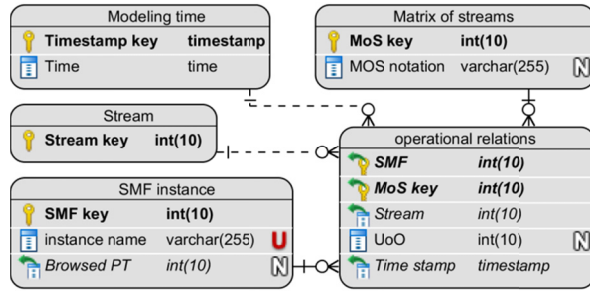 Modeling time
Timestamp key timestamp
Time time
Matrix of streams
MoS key int(10)
MOS notation varchar(255) N
Stream
Stream key int(10)
SMF instance
SMF key int(10)
instance name varchar(255) U
Browsed PT int(10) N
operational relations
SMF int(10)
MoS key int(10)
Stream int(10)
UoO int(10) N
Time stamp timestamp